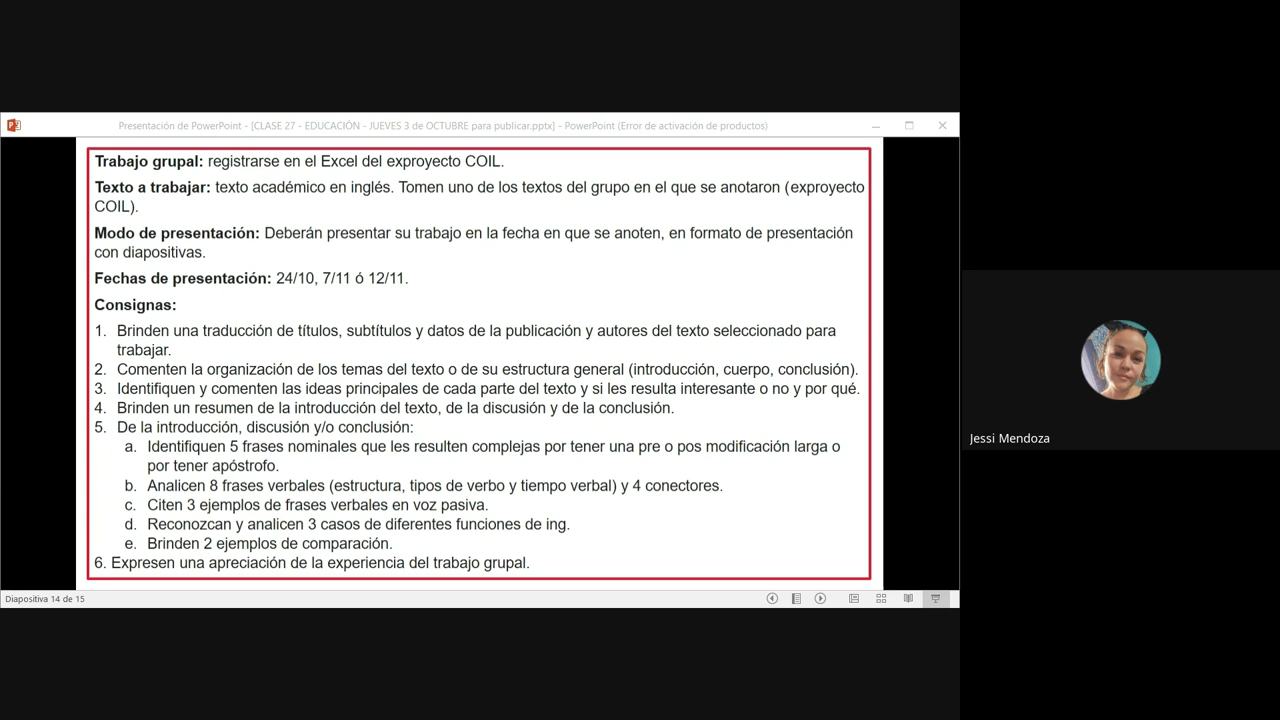 Presentación de PowerPoint - [CLASE 27 - EDUCACIÓN - JUEVES 3 de OCTUBRE para publicar.pptx] - PowerPoint (Error de activación de productos)
Trabajo grupal: registrarse en el Excel del exproyecto COIL.
Texto a trabajar: texto académico en inglés. Tomen uno de los textos del grupo en el que se anotaron (exproyecto
COIL).
Modo de presentación: Deberán presentar su trabajo en la fecha en que se anoten, en formato de presentación
con diapositivas.
Fechas de presentación: 24/10, 7/11 ó 12/11.
Consignas:
1. Brinden una traducción de títulos, subtítulos y datos de la publicación y autores del texto seleccionado para
trabajar.
2. Comenten la organización de los temas del texto o de su estructura general (introducción, cuerpo, conclusión).
3. Identifiquen y comenten las ideas principales de cada parte del texto y si les resulta interesante o no y por qué.
4. Brinden un resumen de la introducción del texto, de la discusión y de la conclusión.
5. De la introducción, discusión y/o conclusión:
a. Identifiquen 5 frases nominales que les resulten complejas por tener una pre o pos modificación larga o
por tener apóstrofo.
b. Analicen 8 frases verbales (estructura, tipos de verbo y tiempo verbal) y 4 conectores.
c. Citen 3 ejemplos de frases verbales en voz pasiva.
d. Reconozcan y analicen 3 casos de diferentes funciones de ing.
e. Brinden 2 ejemplos de comparación.
6. Expresen una apreciación de la experiencia del trabajo grupal.
Diapositiva 14 de 15
Jessi Mendoza